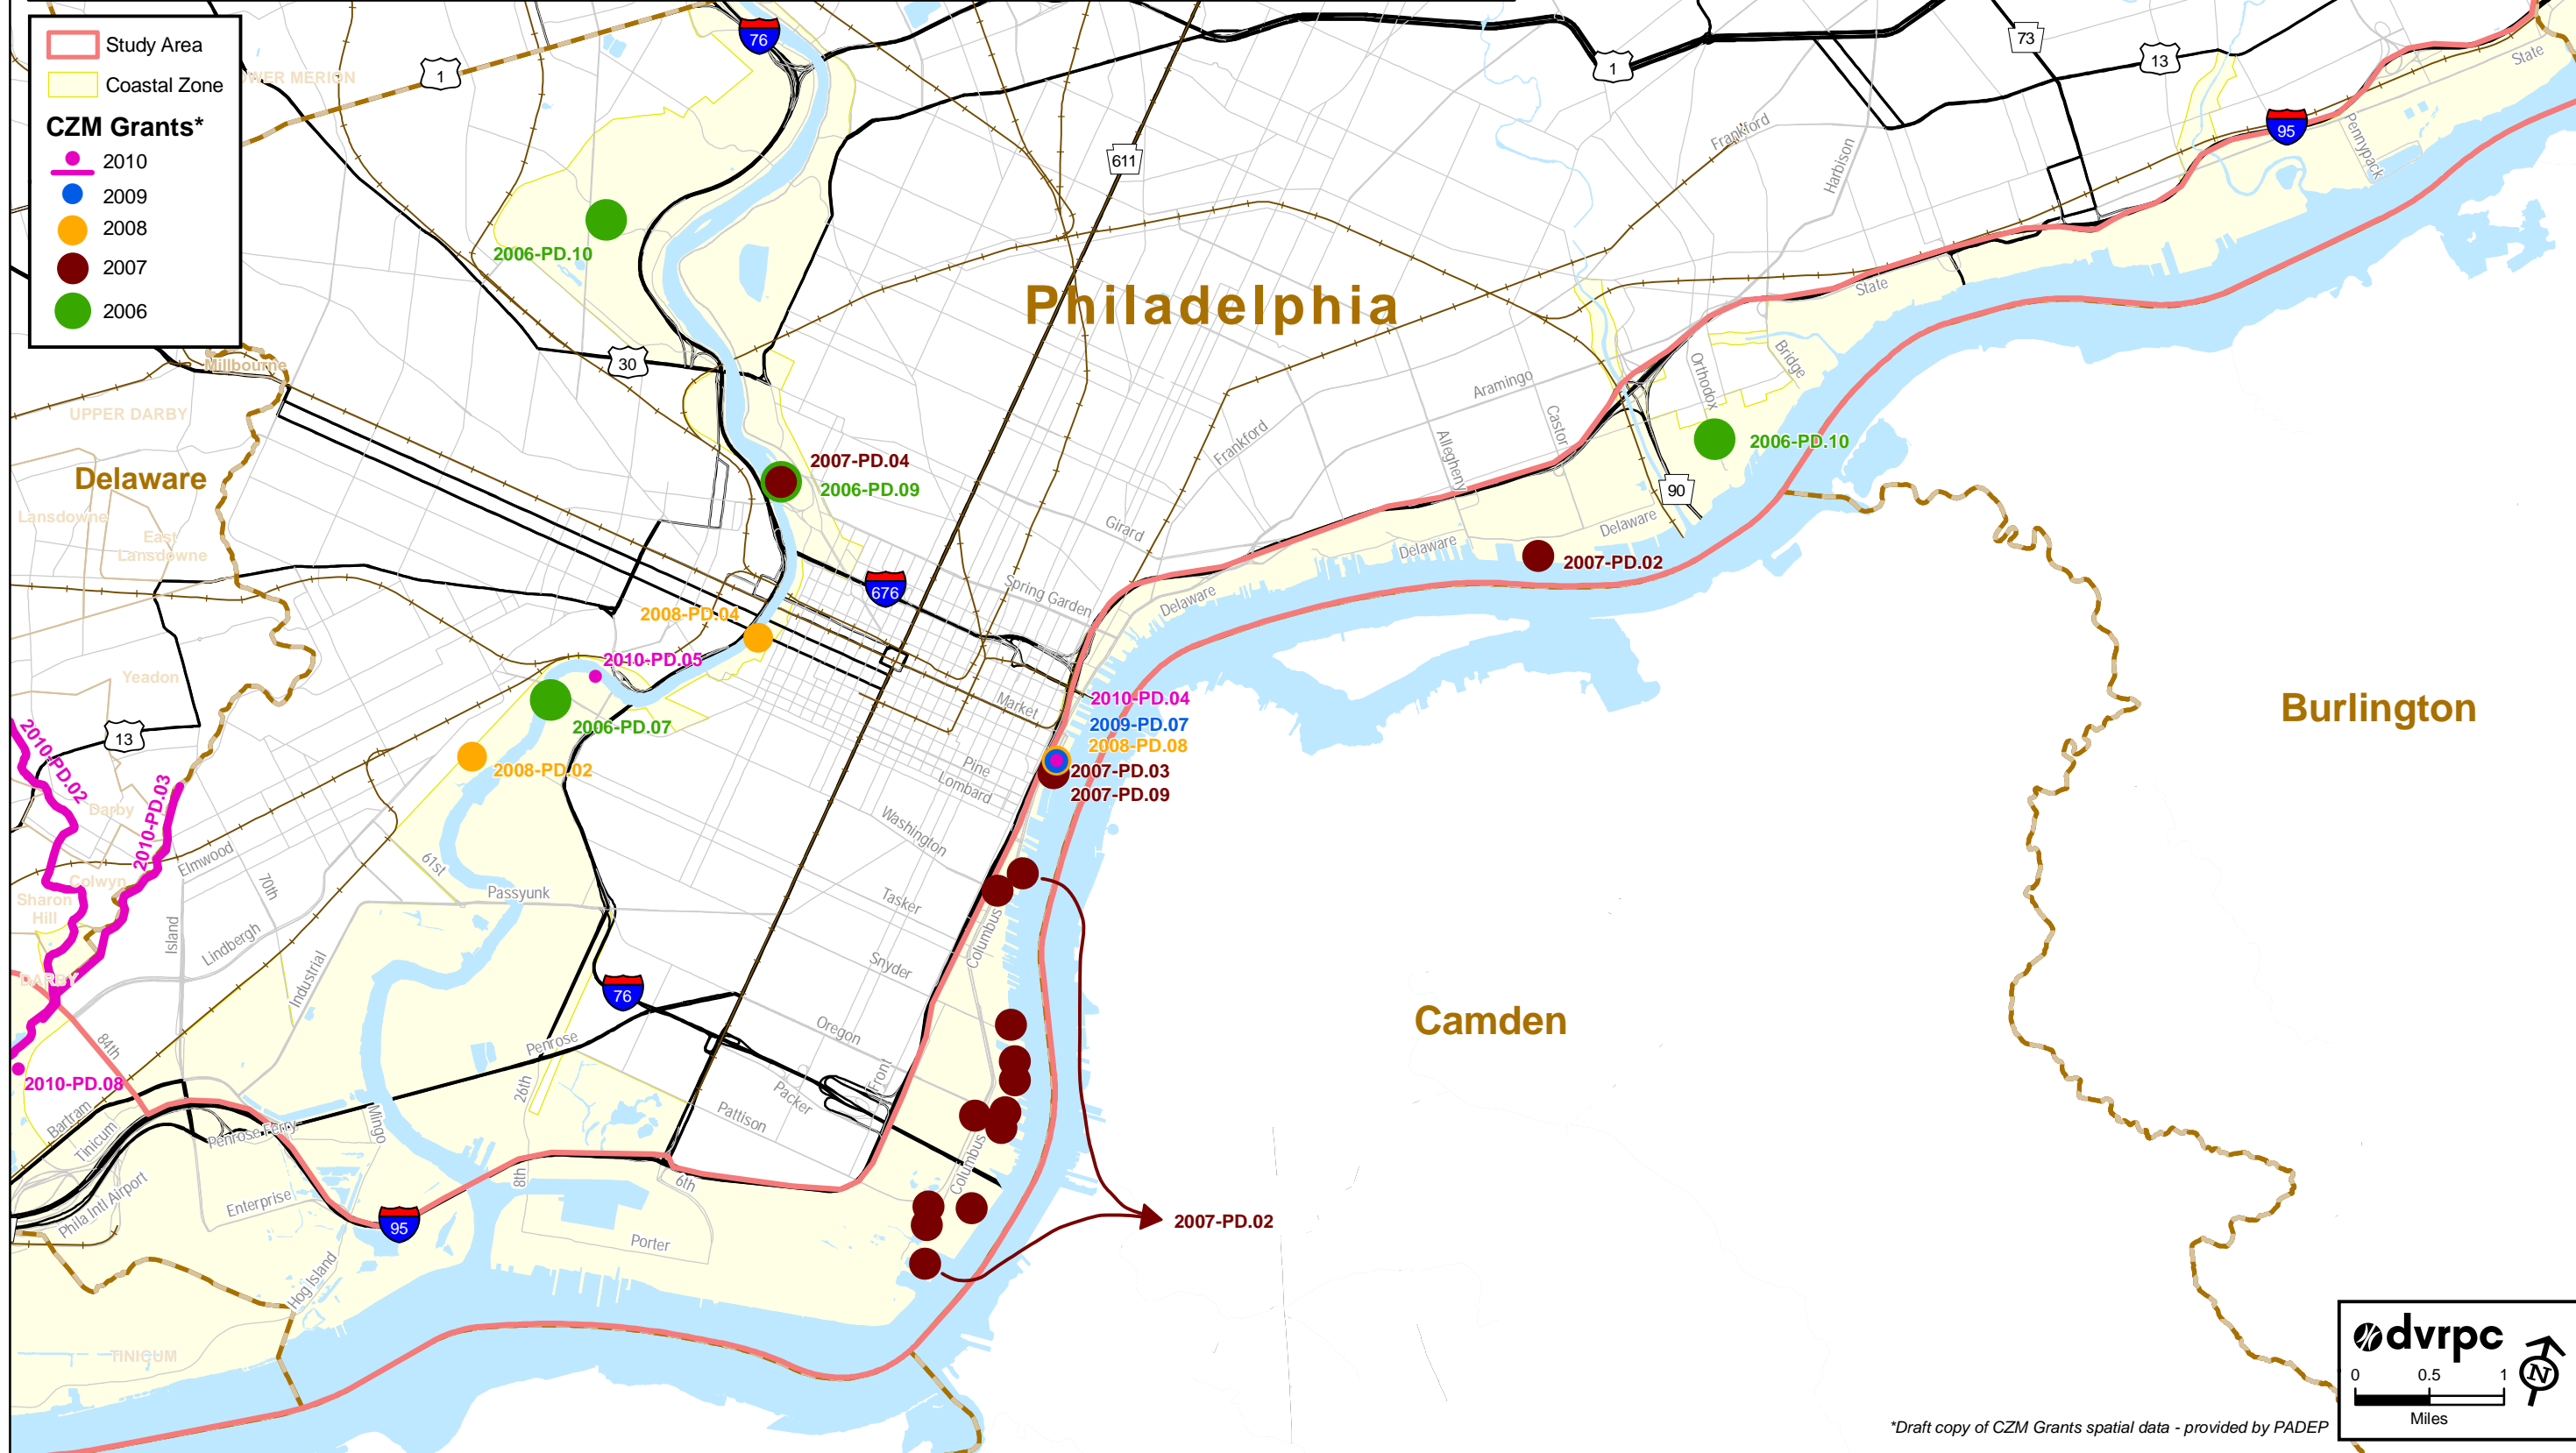 Study Area
Coastal Zone
CZM Grants*
2010
2009
2008
2007
2006
76
1
1
73
13
95
611
30
676
90
13
76
95
Philadelphia
Delaware
Burlington
Camden
Millbourne
UPPER DARBY
Lansdowne
East
Lansdowne
Yeadon
Darby
Colwyn
Sharon
Hill
DARBY
TINICUM
2006-PD.10
2007-PD.04
2006-PD.09
2006-PD.10
2007-PD.02
2008-PD.04
2010-PD.05
2006-PD.07
2008-PD.02
2010-PD.04
2009-PD.07
2008-PD.08
2007-PD.03
2007-PD.09
2010-PD.02
2010-PD.03
2010-PD.08
2007-PD.02
State
Pennypack
Frankford
Harbison
State
Bridge
Orthodox
Aramingo
Castor
Allegheny
Frankford
Delaware
Delaware
Girard
Spring Garden
Delaware
Market
Pine
Lombard
Washington
Tasker
Columbus
Snyder
Oregon
Front
Packer
Pattison
Columbus
Elmwood
61st
70th
Passyunk
Island
Lindbergh
Industrial
84th
Penrose
26th
Bartram
Tinicum
Penrose Ferry
Mingo
Phila Intl Airport
Enterprise
8th
6th
Porter
Hog Island
dvrpc
0 0.5 1
Miles
N
*Draft copy of CZM Grants spatial data - provided by PADEP